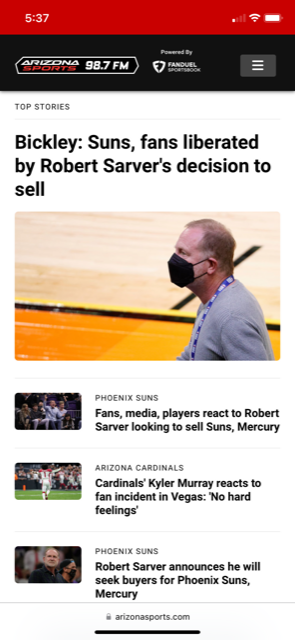 5:37
ARIZONA SPORTS 98.7 FM
Powered By
FANDUEL
SPORTSBOOK
TOP STORIES
Bickley: Suns, fans liberated
by Robert Sarver's decision to
sell
PHOENIX SUNS
Fans, media, players react to Robert
Sarver looking to sell Suns, Mercury
ARIZONA CARDINALS
Cardinals' Kyler Murray reacts to
fan incident in Vegas: 'No hard
feelings'
PHOENIX SUNS
Robert Sarver announces he will
seek buyers for Phoenix Suns,
Mercury
arizonasports.com